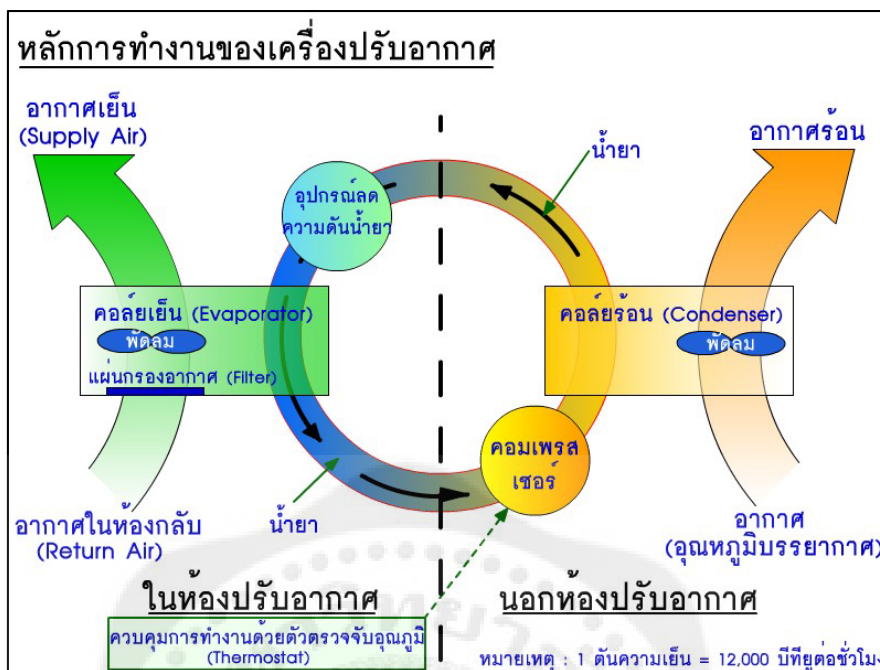 หลักการทำงานของเครื่องปรับอากาศ
อากาศเย็น
(Supply Air)
อากาศร้อน
น้ำยา
อุปกรณ์ลด
ความดันน้ำยา
คอล์ยเย็น (Evaporator)
พัดลม
แผ่นกรองอากาศ (Filter)
คอล์ยร้อน (Condenser)
พัดลม
คอมเพรส
เซอร์
อากาศในห้องกลับ
(Return Air)
น้ำยา
อากาศ
(อุณหภูมิบรรยากาศ)
ในห้องปรับอากาศ
นอกห้องปรับอากาศ
ควบคุมการทำงานด้วยตัวตรวจจับอุณภูมิ
(Thermostat)
หมายเหตุ : 1 ตันความเย็น = 12,000 บีทียูต่อชั่วโมง